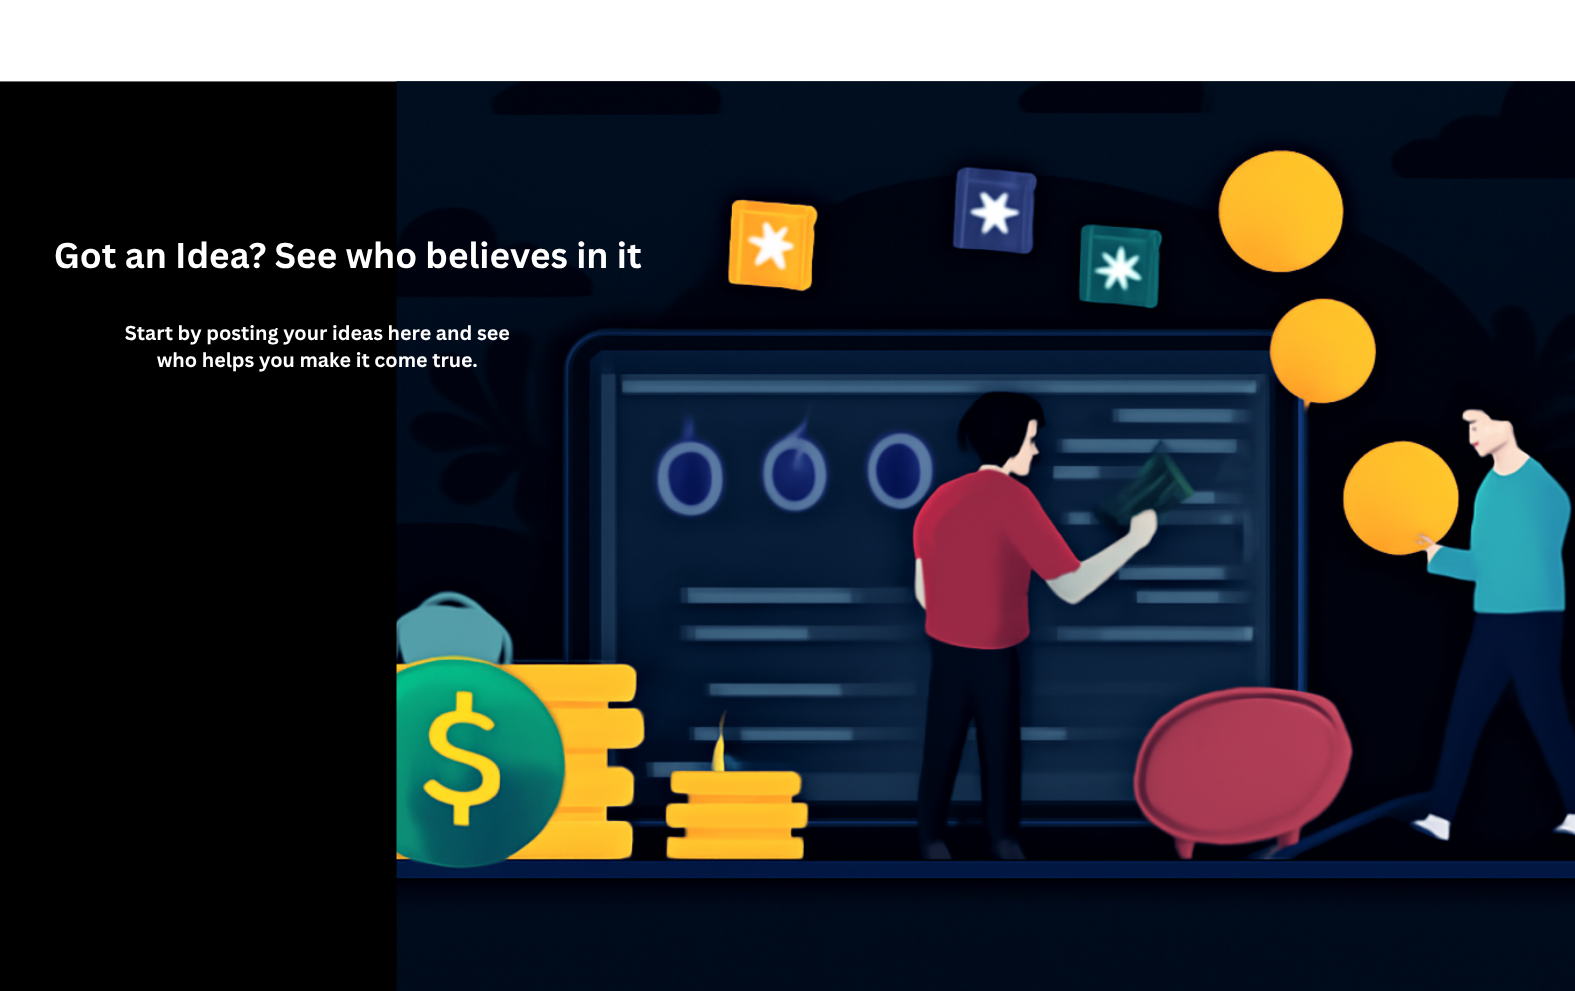 Got an Idea? See who believes in it
Start by posting your ideas here and see
who helps you make it come true.
$